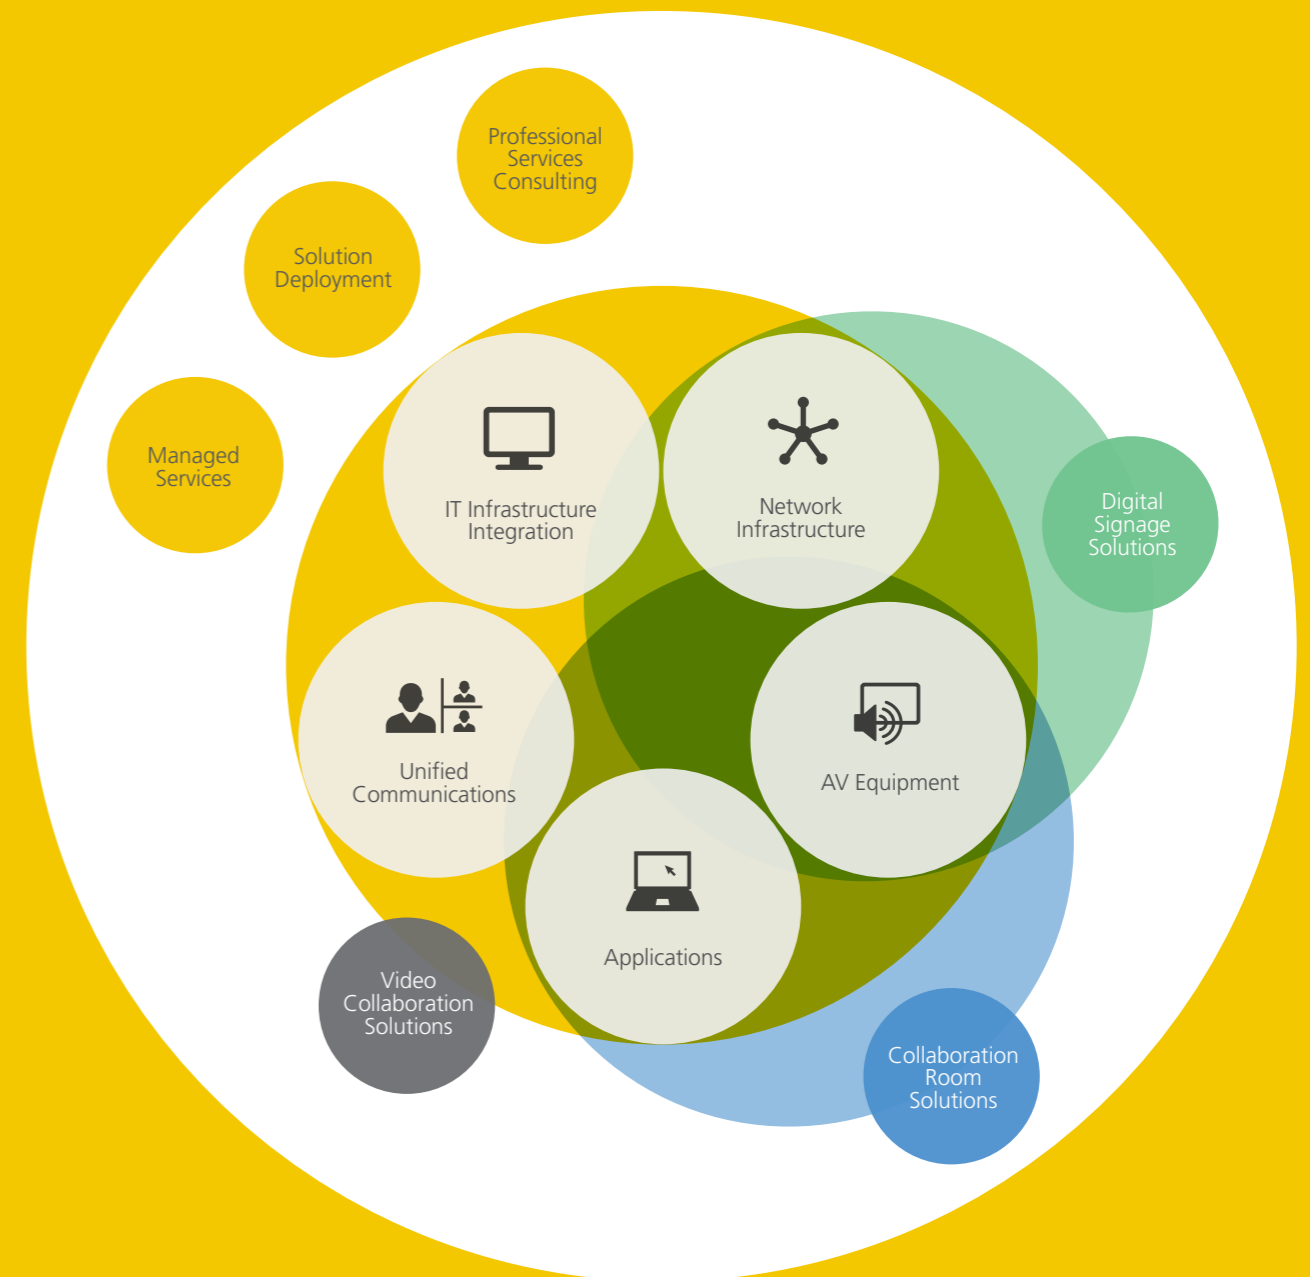 Professional
Services
Consulting
Solution
Deployment
Managed
Services
IT Infrastructure
Integration
Network
Infrastructure
Digital
Signage
Solutions
Unified
Communications
AV Equipment
Applications
Video
Collaboration
Solutions
Collaboration
Room
Solutions